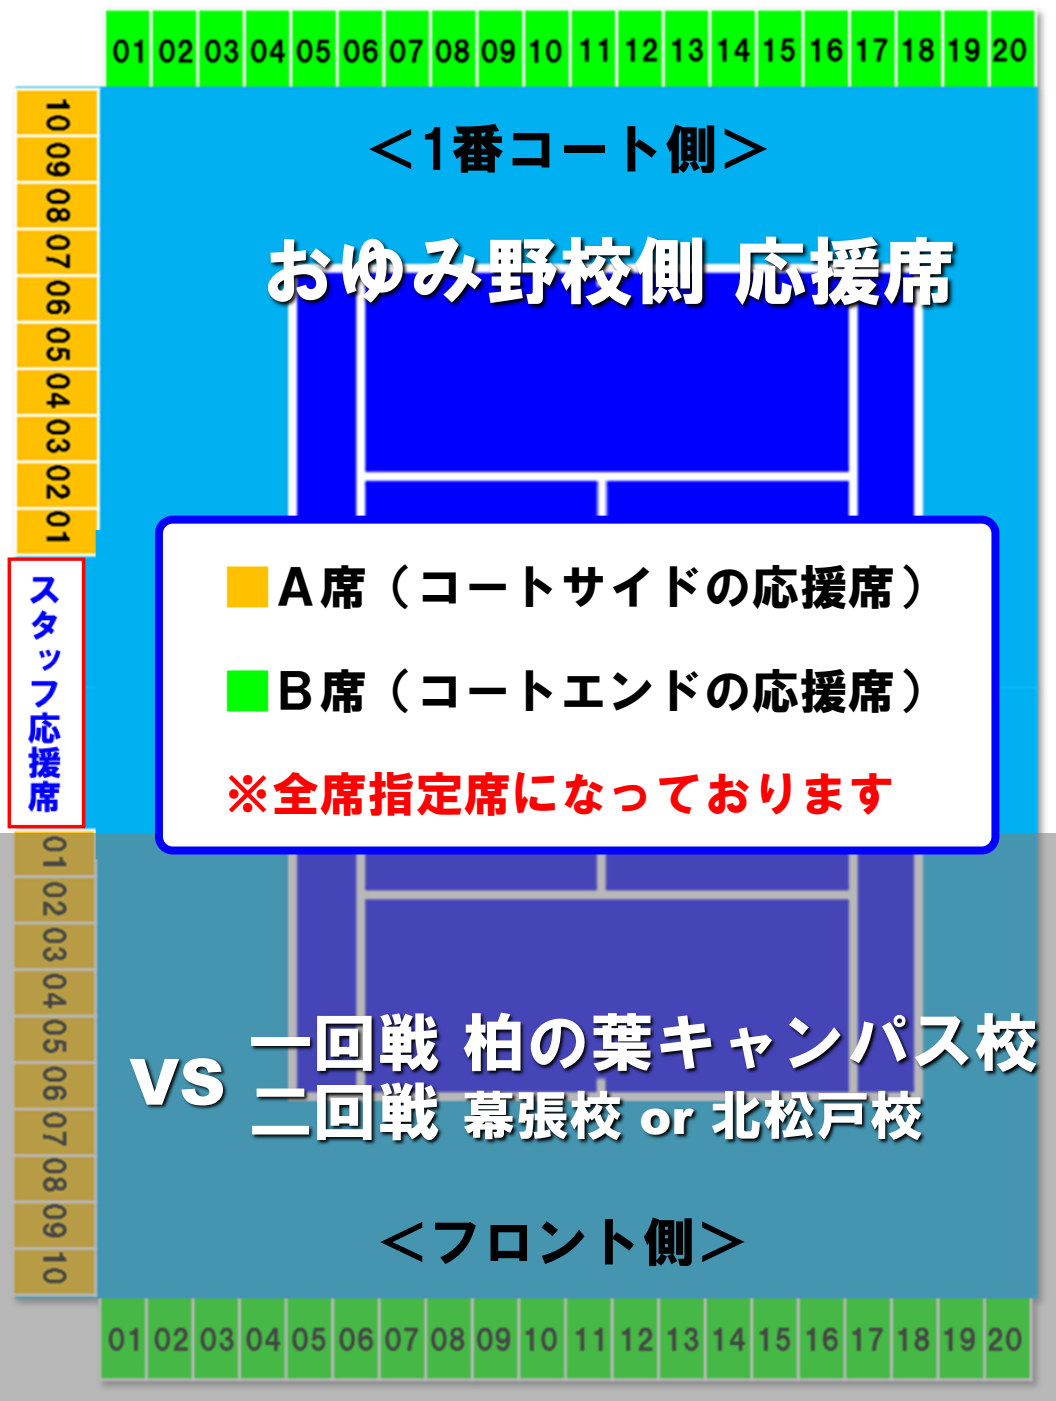 01 02 03 04 05 06 07 08 09 10 11 12 13 14 15 16 17 18 19 20
10 09 08 07 06 05 04 03 02 01
＜1番コート側＞
おゆみ野校側 応援席
スタッフ応援席
■A席（コートサイドの応援席）
■B席（コートエンドの応援席）
※全席指定席になっております
01 02 03 04 05 06 07 08 09 10
VS
一回戦 柏の葉キャンパス校
二回戦 幕張校 or 北松戸校
＜フロント側＞
01 02 03 04 05 06 07 08 09 10 11 12 13 14 15 16 17 18 19 20